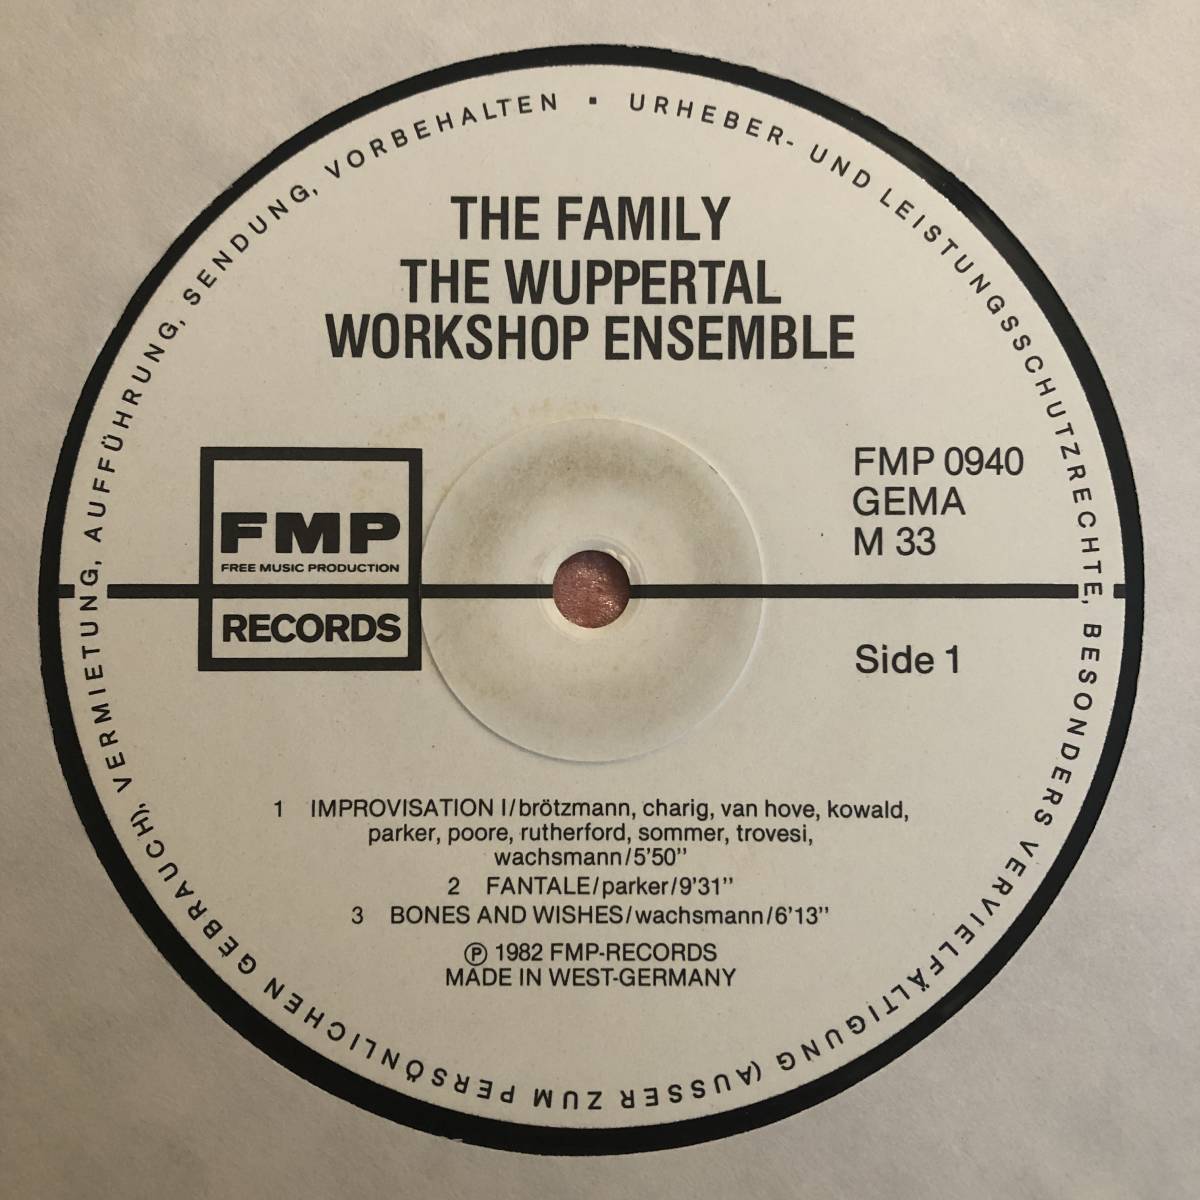 URHEBER- UND LEISTUNGSSCHUTZRECHTE, BESONDERS VERVIELFÄLTIGUNG (AUSSER ZUM PERSÖNLICHEN GEBRAUCH), VERMIETUNG, AUFFÜHRUNG, SENDUNG, VORBEHALTEN ▪
THE FAMILY
THE WUPPERTAL
WORKSHOP ENSEMBLE
FMP
FREE MUSIC PRODUCTION
RECORDS
FMP 0940
GEMA
M 33
Side 1
1 IMPROVISATION I/brötzmann, charig, van hove, kowald,
parker, poore, rutherford, sommer, trovesi,
wachsmann/5'50"
2 FANTALE/parker/9'31"
3 BONES AND WISHES/wachsmann/6'13"
Ⓟ 1982 FMP-RECORDS
MADE IN WEST-GERMANY